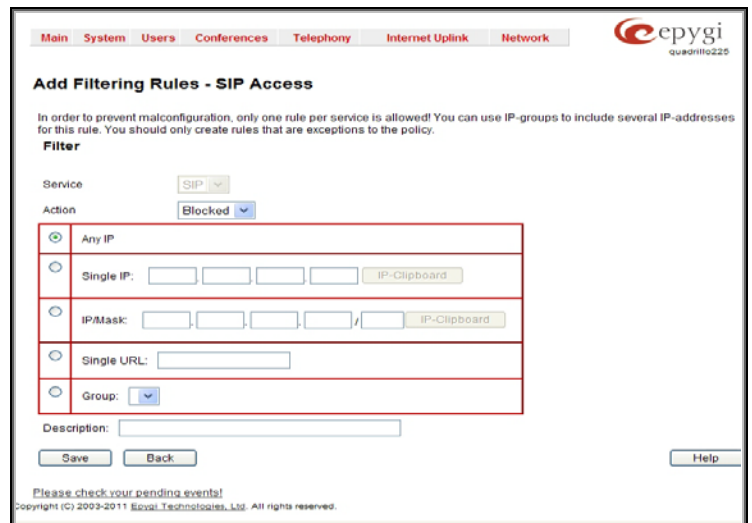 Main System Users Conferences Telephony Internet Uplink Network
epygi
quadrillo225
Add Filtering Rules - SIP Access
In order to prevent malconfiguration, only one rule per service is allowed! You can use IP-groups to include several IP-addresses
for this rule. You should only create rules that are exceptions to the policy.
Filter
Service SIP
Action Blocked
Any IP
Single IP: . . . IP-Clipboard
IP/Mask: . . . / IP-Clipboard
Single URL:
Group:
Description:
Save Back Help
Please check your pending events!
Copyright (C) 2003-2011 Epygi Technologies, Ltd. All rights reserved.